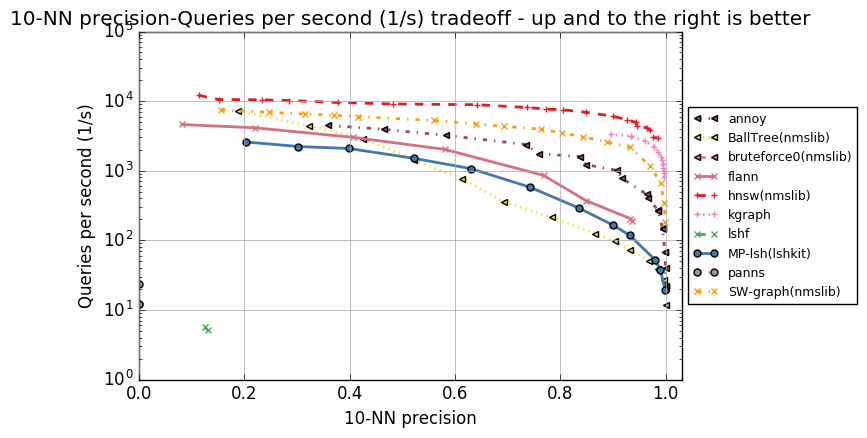 10-NN precision-Queries per second (1/s) tradeoff - up and to the right is better
Queries per second (1/s)
10^5
10^4
10^3
10^2
10^1
10^0
0.0 0.2 0.4 0.6 0.8 1.0
10-NN precision
annoy
BallTree(nmslib)
bruteforce0(nmslib)
flann
hnsw(nmslib)
kgraph
lshf
MP-lsh(lshkit)
panns
SW-graph(nmslib)